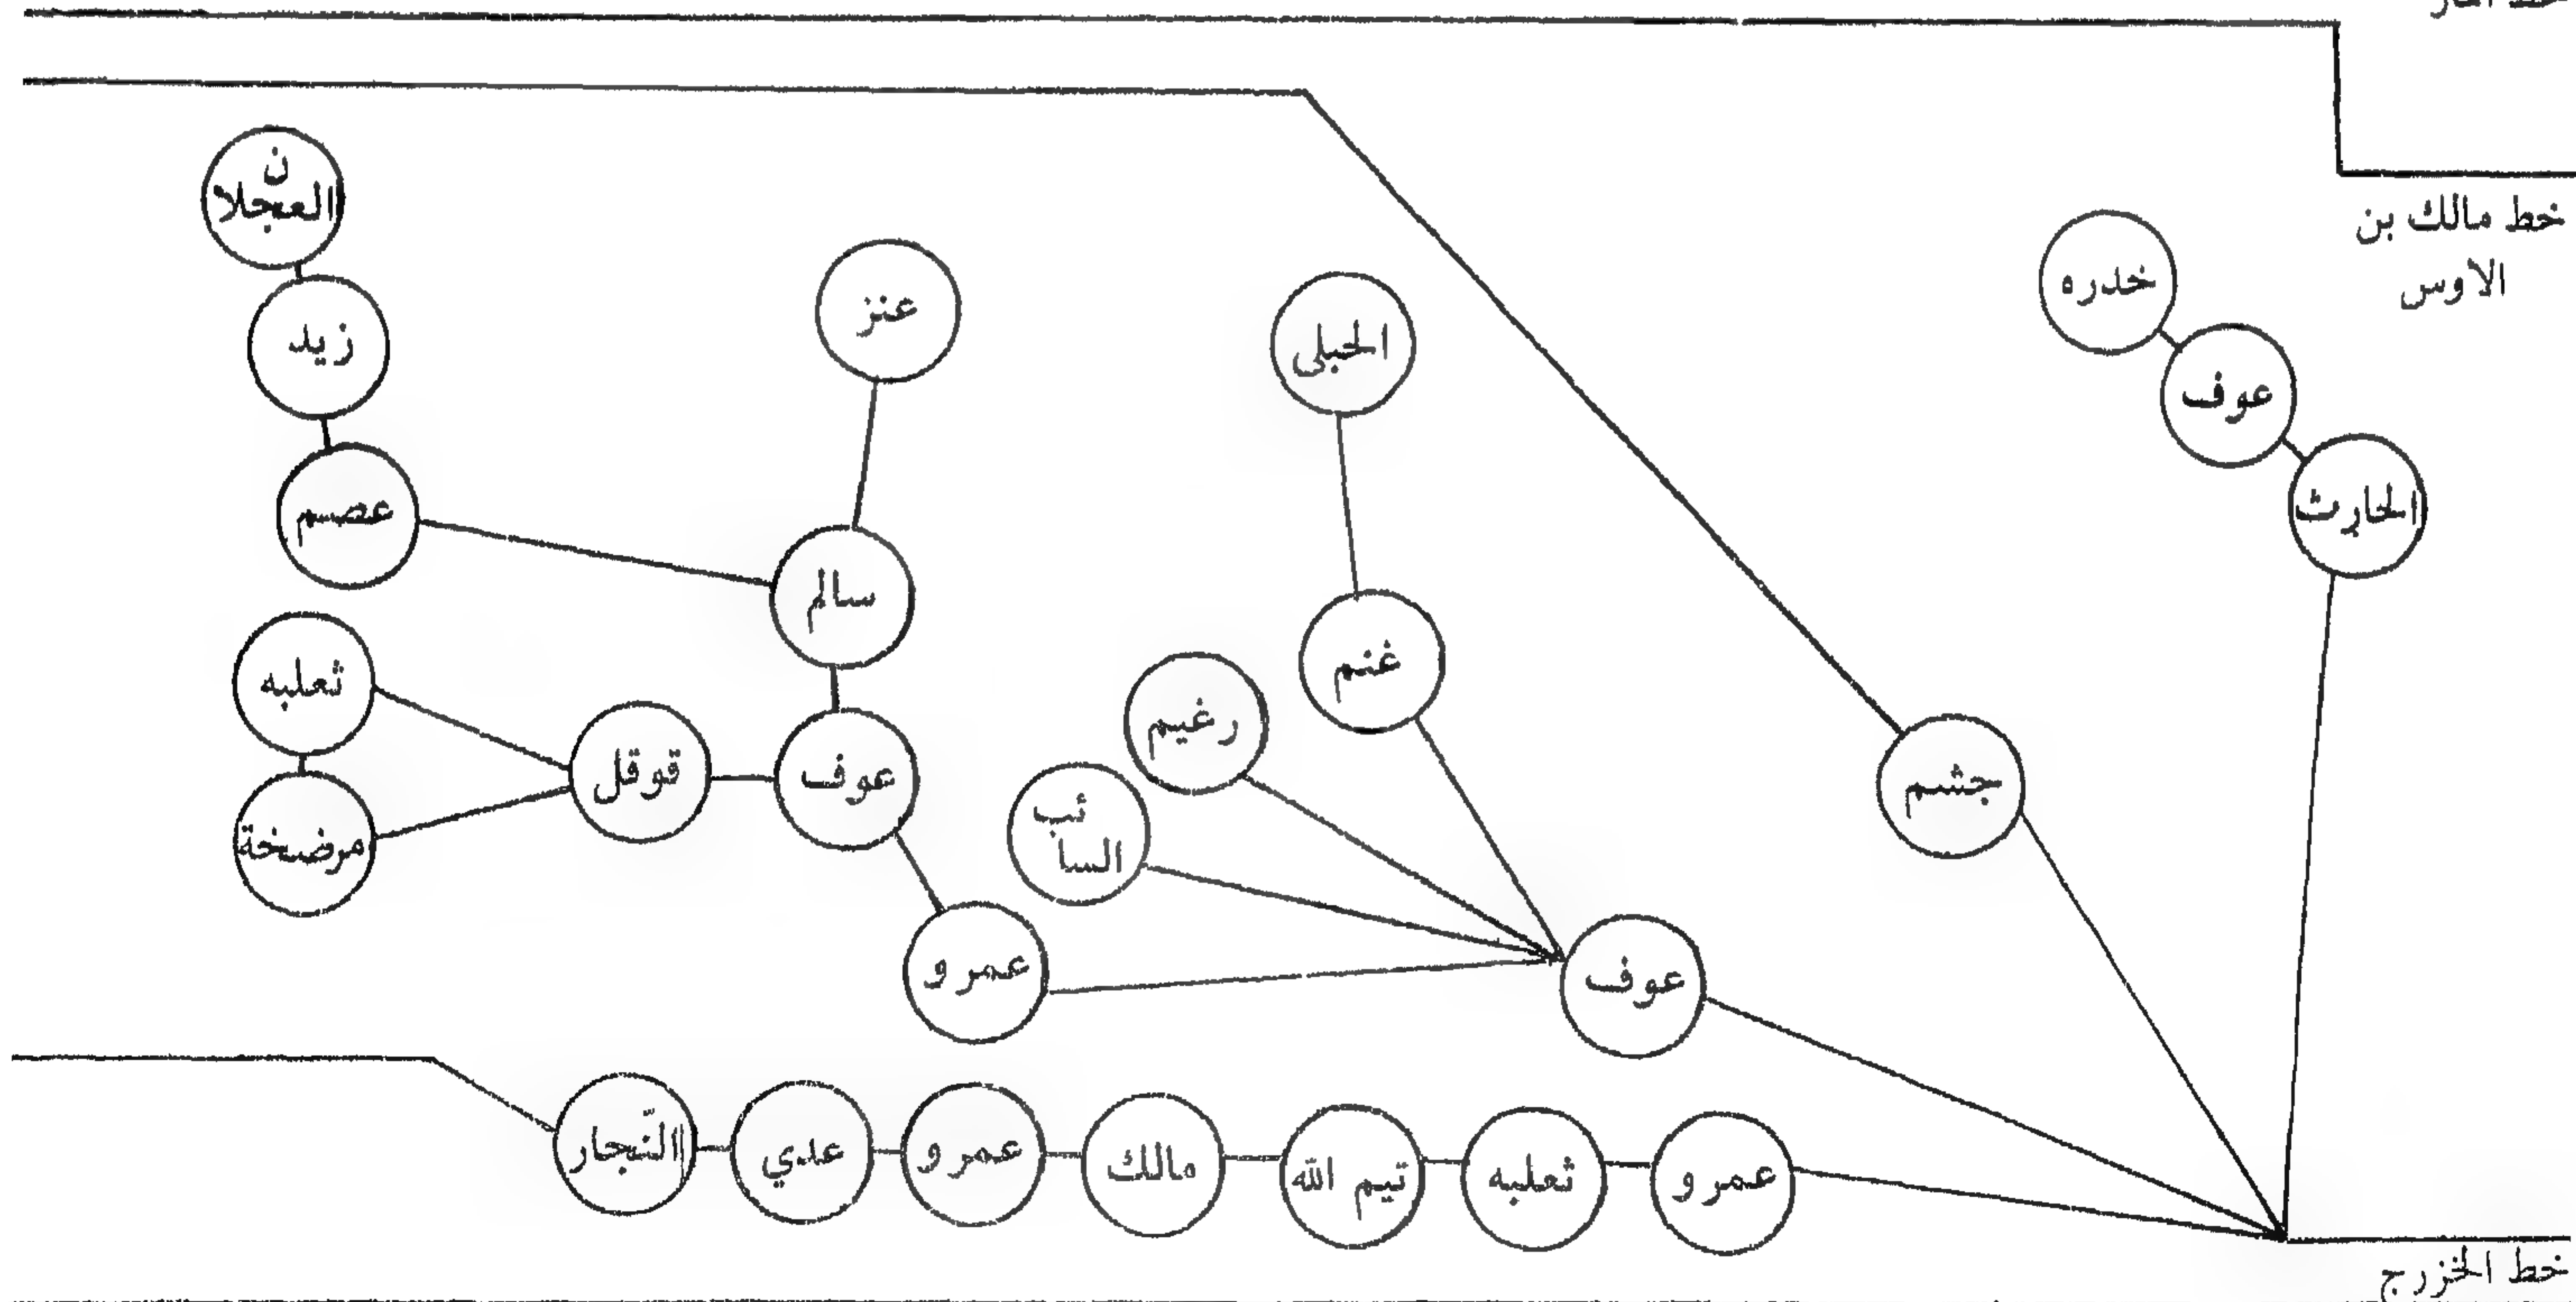 خط مالك بن
الاوس
خدره
عوف
الحارث
جشم
الحبلى
غنم
رغيم
السائب
عوف
عنز
سالم
عوف
عمرو
قوقل
العجلان
زيد
عصم
ثعلبه
مرضخة
عمرو
ثعلبه
تيم الله
مالك
عمرو
عدي
النّجار
خط الخزرج